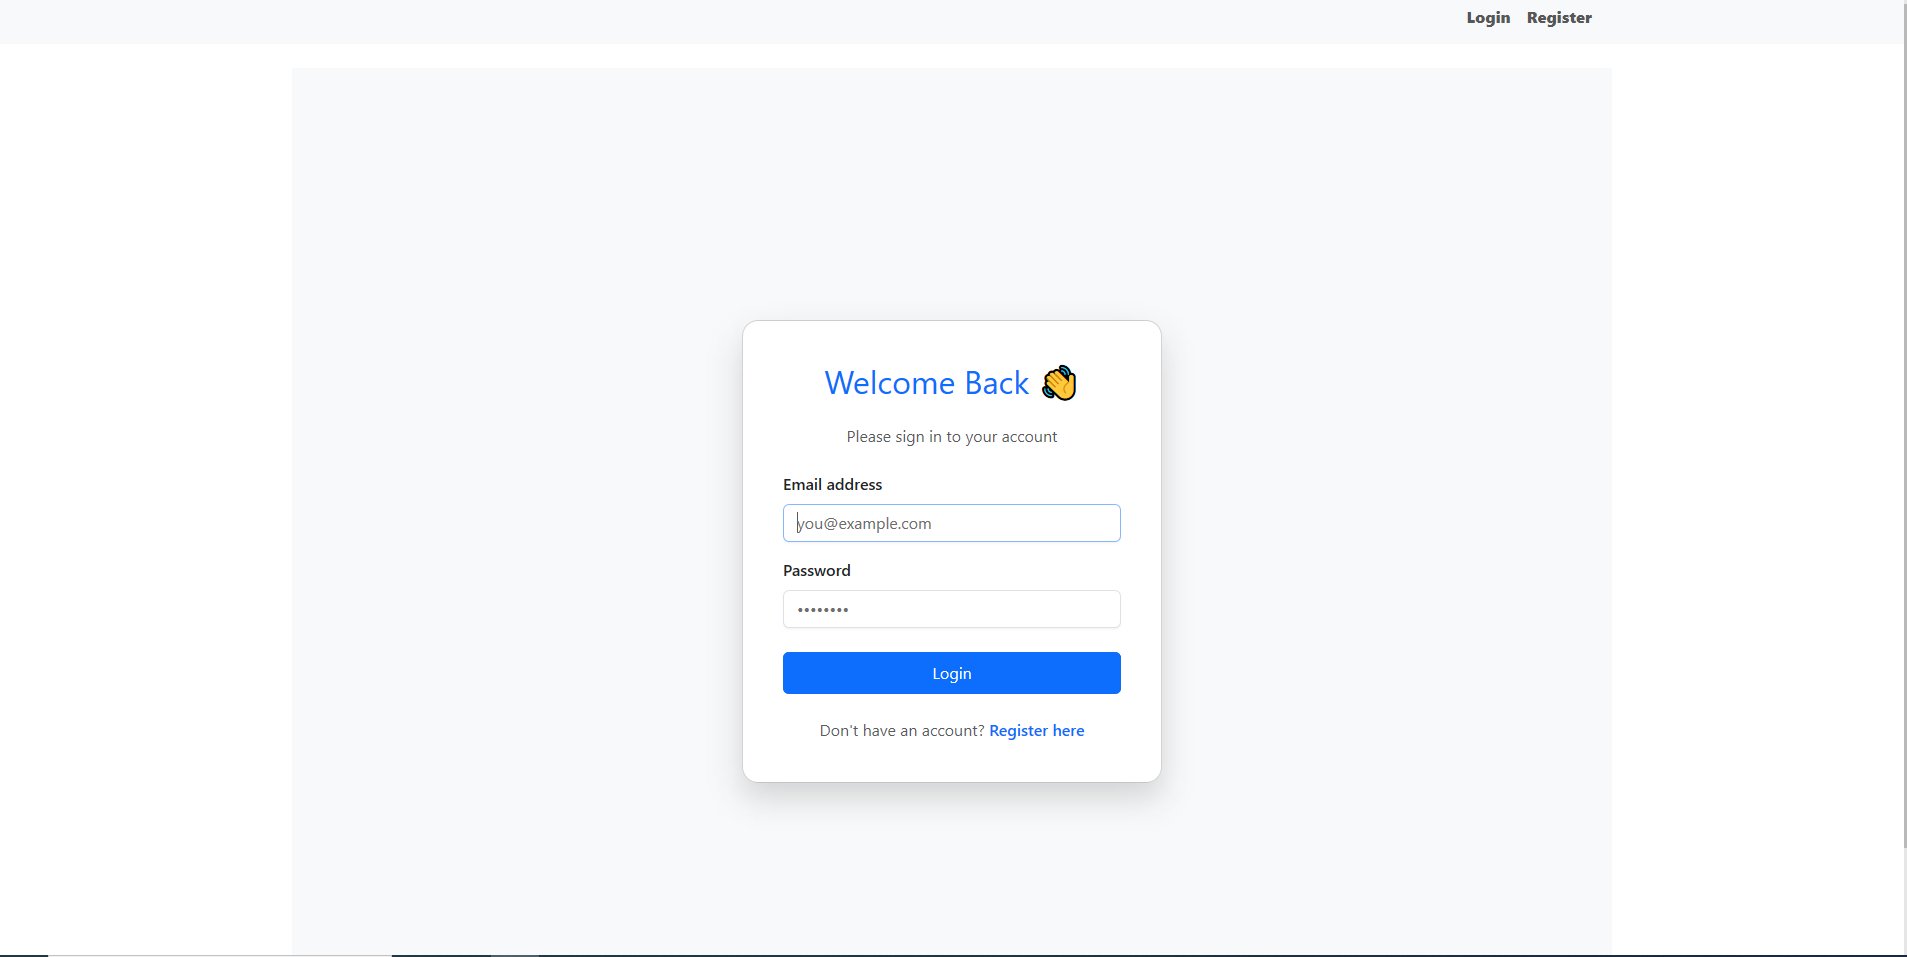 Login Register
Welcome Back 👋
Please sign in to your account
Email address
you@example.com
Password
••••••••
Login
Don't have an account? Register here